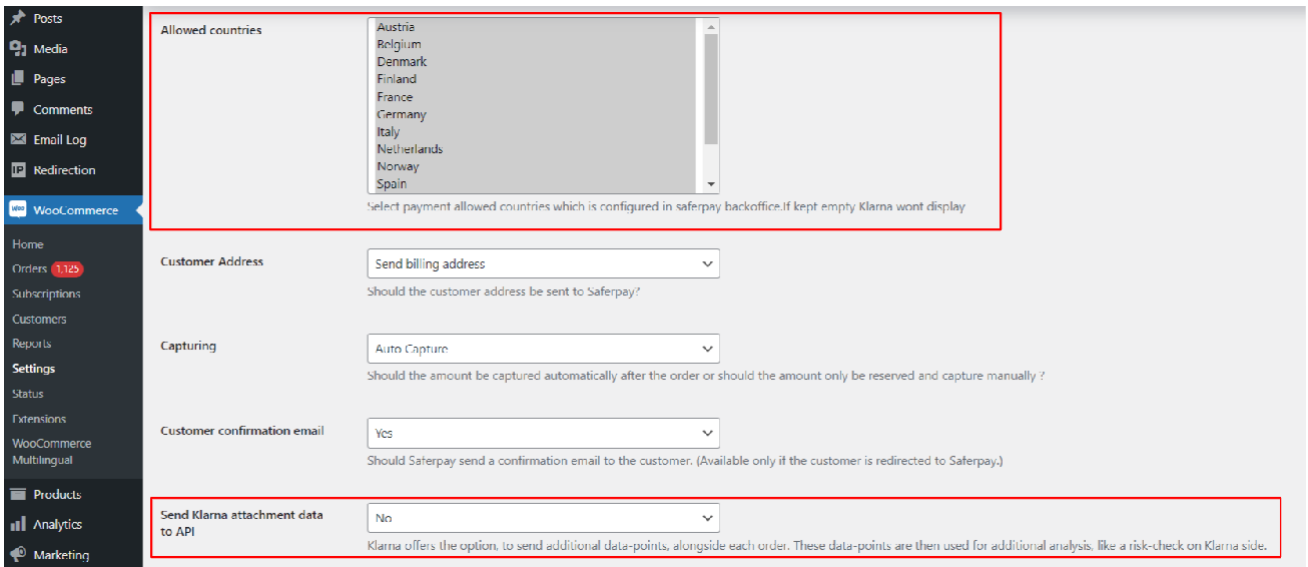 Posts
Media
Pages
Comments
Email Log
IP Redirection
Woo WooCommerce
Home
Orders 1,125
Subscriptions
Customers
Reports
Settings
Status
Extensions
WooCommerce
Multilingual
Products
Analytics
Marketing
Allowed countries
Austria
Belgium
Denmark
Finland
France
Germany
Italy
Netherlands
Norway
Spain
Select payment allowed countries which is configured in saferpay backoffice.If kept empty Klarna wont display
Customer Address
Send billing address
Should the customer address be sent to Saferpay?
Capturing
Auto Capture
Should the amount be captured automatically after the order or should the amount only be reserved and capture manually ?
Customer confirmation email
Yes
Should Saferpay send a confirmation email to the customer. (Available only if the customer is redirected to Saferpay.)
Send Klarna attachment data
to API
No
Klarna offers the option, to send additional data-points, alongside each order. These data-points are then used for additional analysis, like a risk-check on Klarna side.